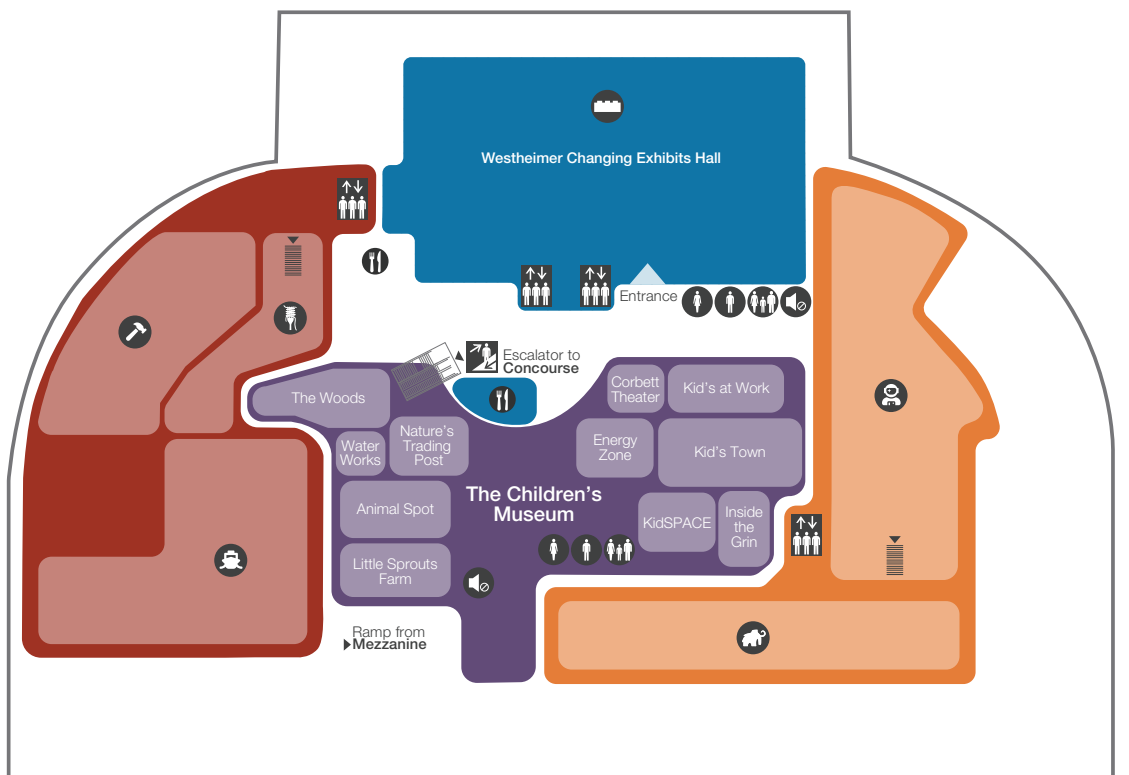 Westheimer Changing Exhibits Hall
Entrance
Escalator to
Concourse
The Woods
Corbett
Theater
Kid's at Work
Water
Works
Nature's
Trading
Post
Energy
Zone
Kid's Town
Animal Spot
The Children's
Museum
KidSPACE
Inside
the
Grin
Little Sprouts
Farm
Ramp from
Mezzanine